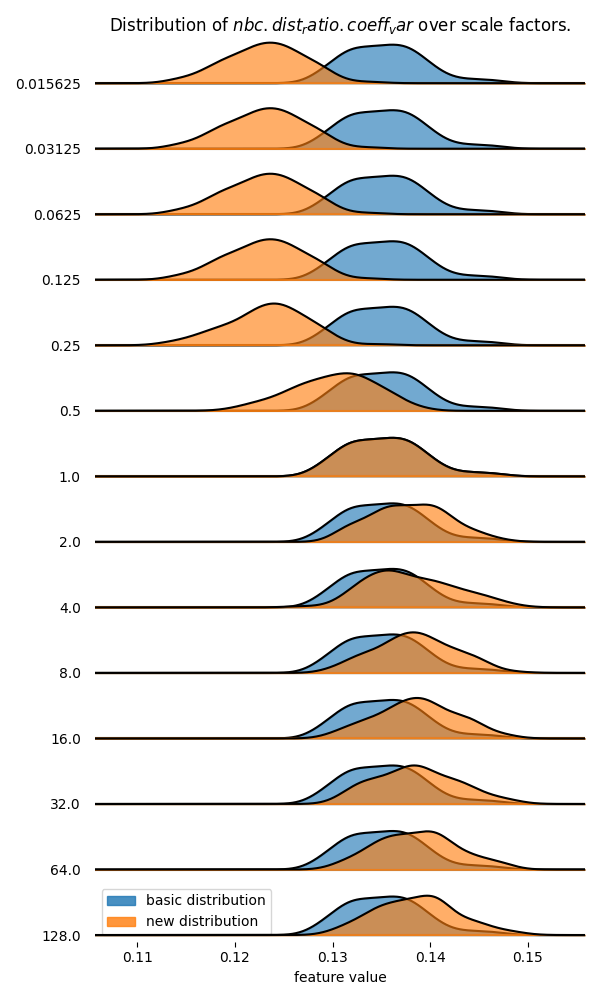 Distribution of nbc.dist_ratio.coeff_var over scale factors.
0.015625
0.03125
0.0625
0.125
0.25
0.5
1.0
2.0
4.0
8.0
16.0
32.0
64.0
basic distribution
new distribution
128.0
0.11 0.12 0.13 0.14 0.15
feature value